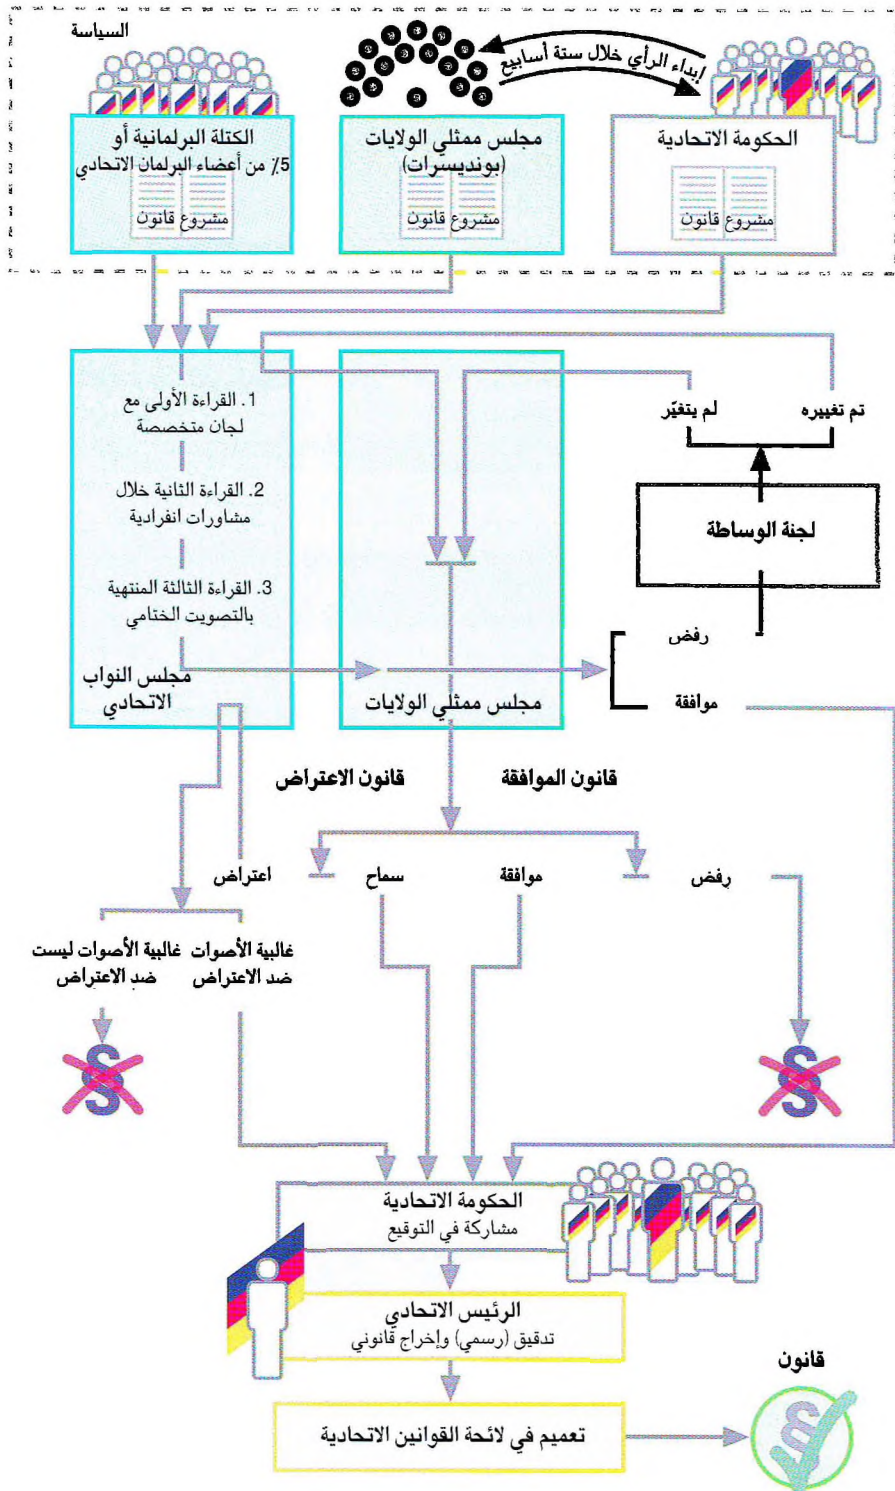 السياسة
إبداء الرأي خلال ستة أسابيع
الحكومة الاتحادية
مشروع قانون
مجلس ممثلي الولايات
(بونديسرات)
مشروع قانون
الكتلة البرلمانية أو
5٪ من أعضاء البرلمان الاتحادي
مشروع قانون
1. القراءة الأولى مع
لجان متخصصة
2. القراءة الثانية خلال
مشاورات انفرادية
3. القراءة الثالثة المنتهية
بالتصويت الختامي
مجلس النواب
الاتحادي
مجلس ممثلي الولايات
تم تغييره
لم يتغيّر
لجنة الوساطة
رفض
موافقة
قانون الموافقة
قانون الاعتراض
رفض
موافقة
سماح
اعتراض
غالبية الأصوات
ضد الاعتراض
غالبية الأصوات ليست
ضد الاعتراض
الحكومة الاتحادية
مشاركة في التوقيع
الرئيس الاتحادي
تدقيق (رسمي) وإخراج قانوني
تعميم في لائحة القوانين الاتحادية
قانون